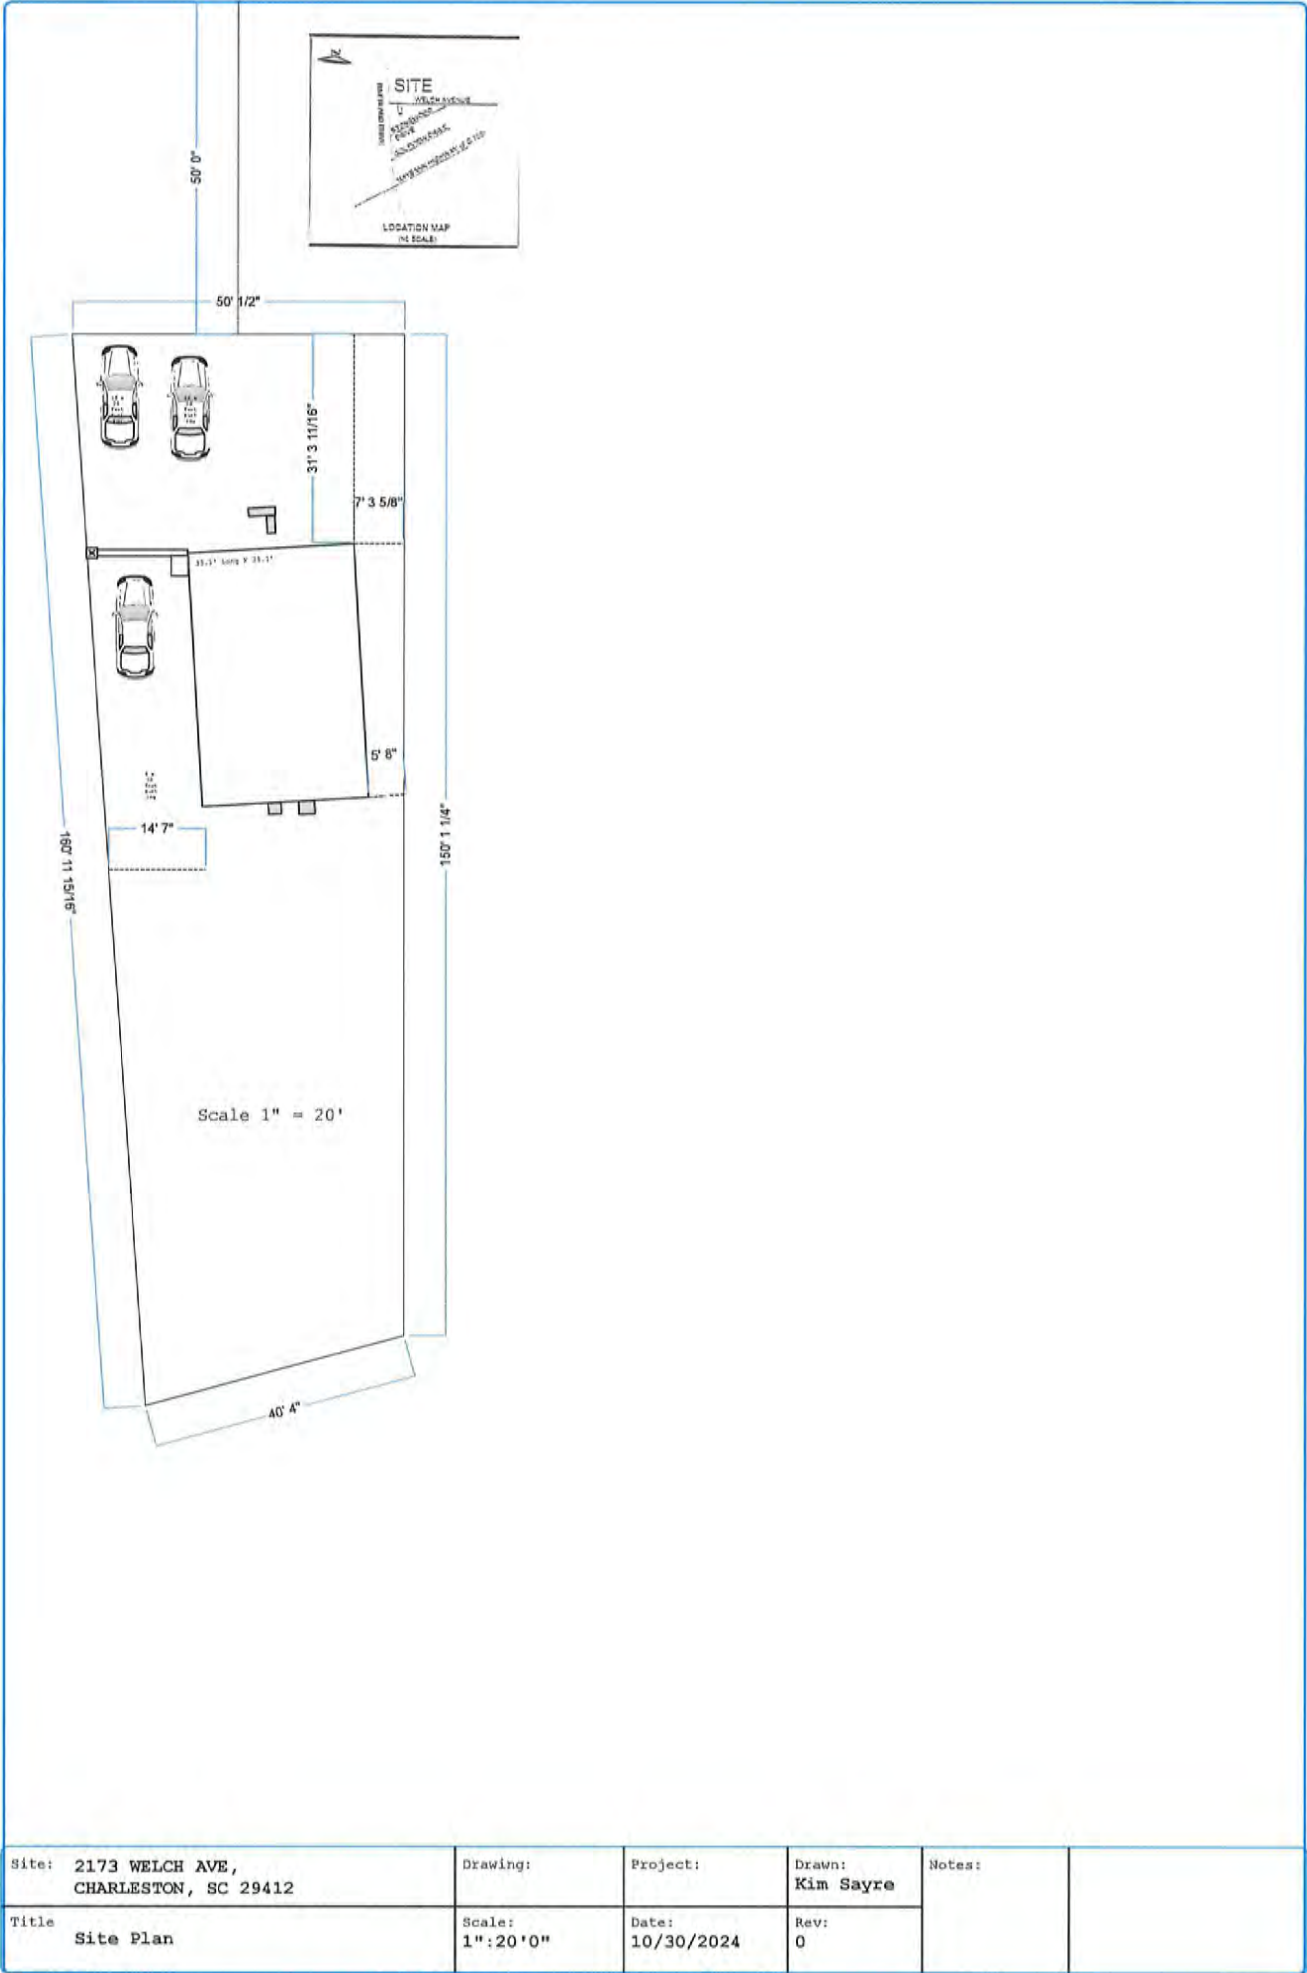 50' 0"
N
SITE
WELCH AVENUE
DRIVE
LOCATION MAP
(NO SCALE)
50' 1/2"
31' 3 11/16"
7' 3 5/8"
5' 8"
14' 7"
160' 11 15/16"
150' 1 1/4"
Scale 1" = 20'
40' 4"
Site: 2173 WELCH AVE,
CHARLESTON, SC 29412
Drawing:
Project:
Drawn:
Kim Sayre
Notes:
Title
Site Plan
Scale:
1":20'0"
Date:
10/30/2024
Rev:
0